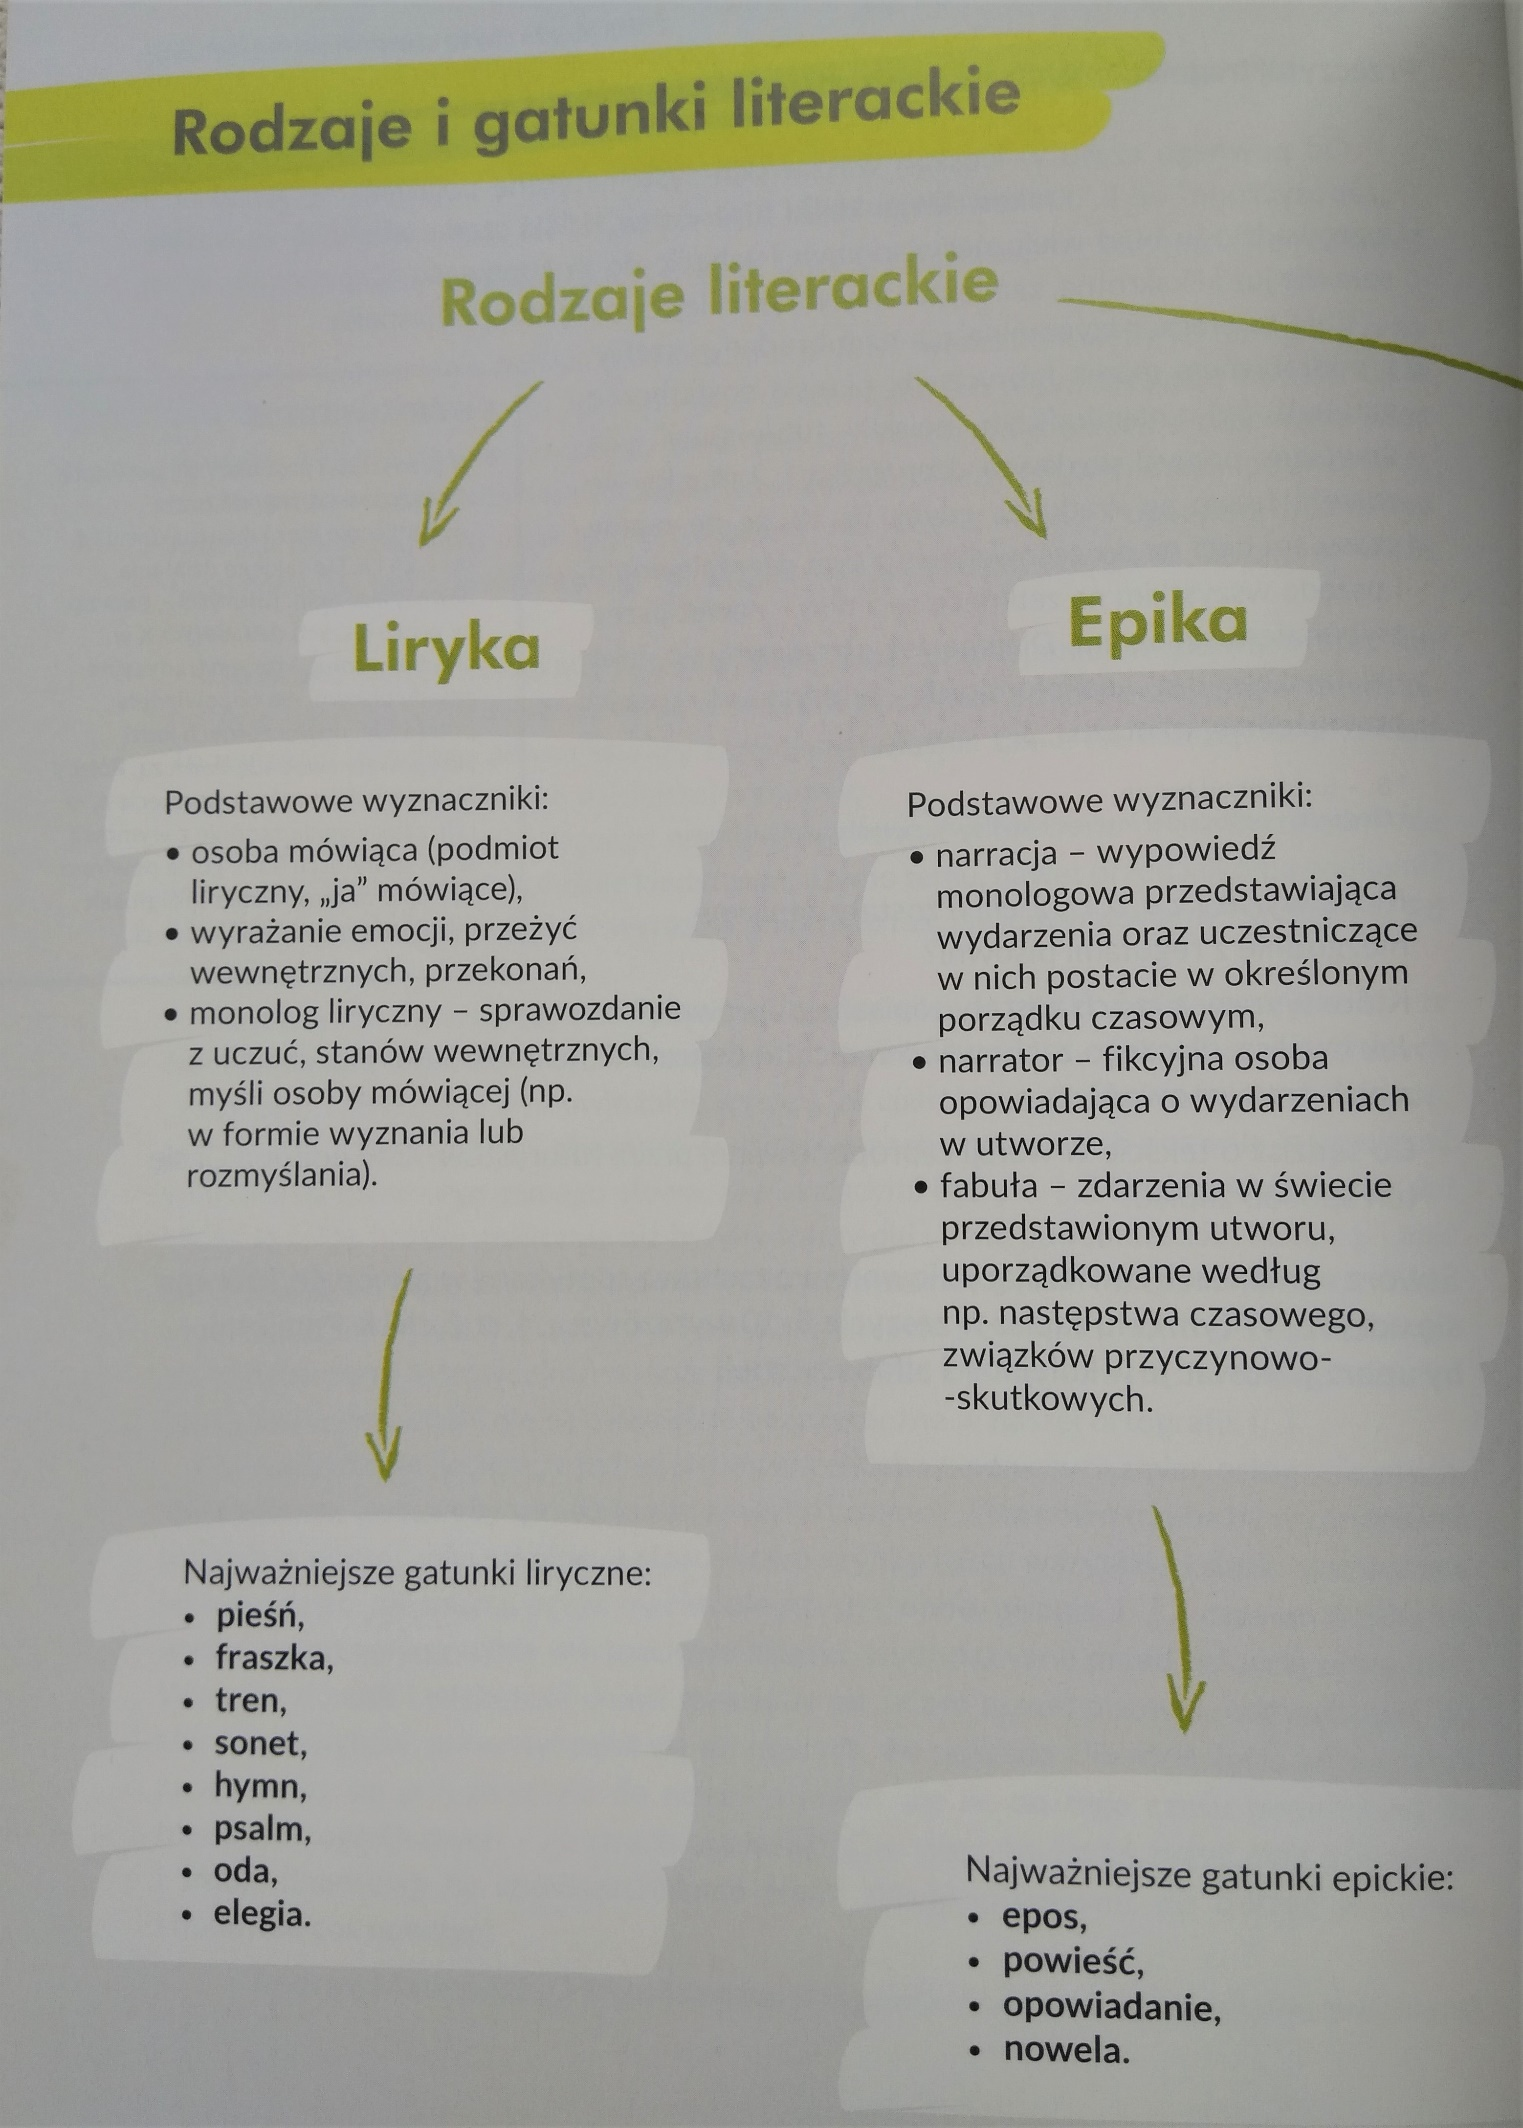 Rodzaje i gatunki literackie
Rodzaje literackie
Liryka
Podstawowe wyznaczniki:
• osoba mówiąca (podmiot
liryczny, „ja” mówiące),
• wyrażanie emocji, przeżyć
wewnętrznych, przekonań,
• monolog liryczny – sprawozdanie
z uczuć, stanów wewnętrznych,
myśli osoby mówiącej (np.
w formie wyznania lub
rozmyślania).
Najważniejsze gatunki liryczne:
• pieśń,
• fraszka,
• tren,
• sonet,
• hymn,
• psalm,
• oda,
• elegia.
Epika
Podstawowe wyznaczniki:
• narracja – wypowiedź
monologowa przedstawiająca
wydarzenia oraz uczestniczące
w nich postacie w określonym
porządku czasowym,
• narrator – fikcyjna osoba
opowiadająca o wydarzeniach
w utworze,
• fabuła – zdarzenia w świecie
przedstawionym utworu,
uporządkowane według
np. następstwa czasowego,
związków przyczynowo-
-skutkowych.
Najważniejsze gatunki epickie:
• epos,
• powieść,
• opowiadanie,
• nowela.